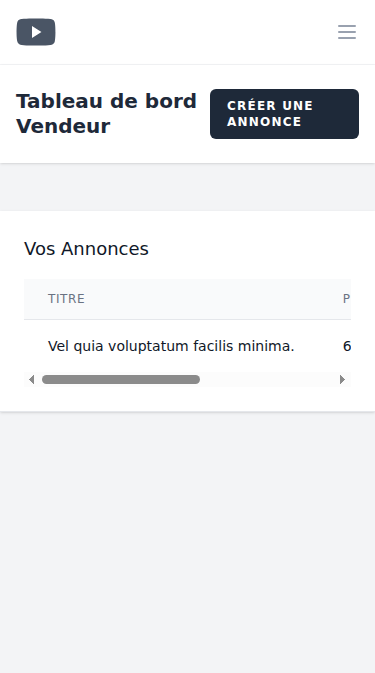 Tableau de bord
Vendeur
CRÉER UNE
ANNONCE
Vos Annonces
TITRE P
Vel quia voluptatum facilis minima. 6